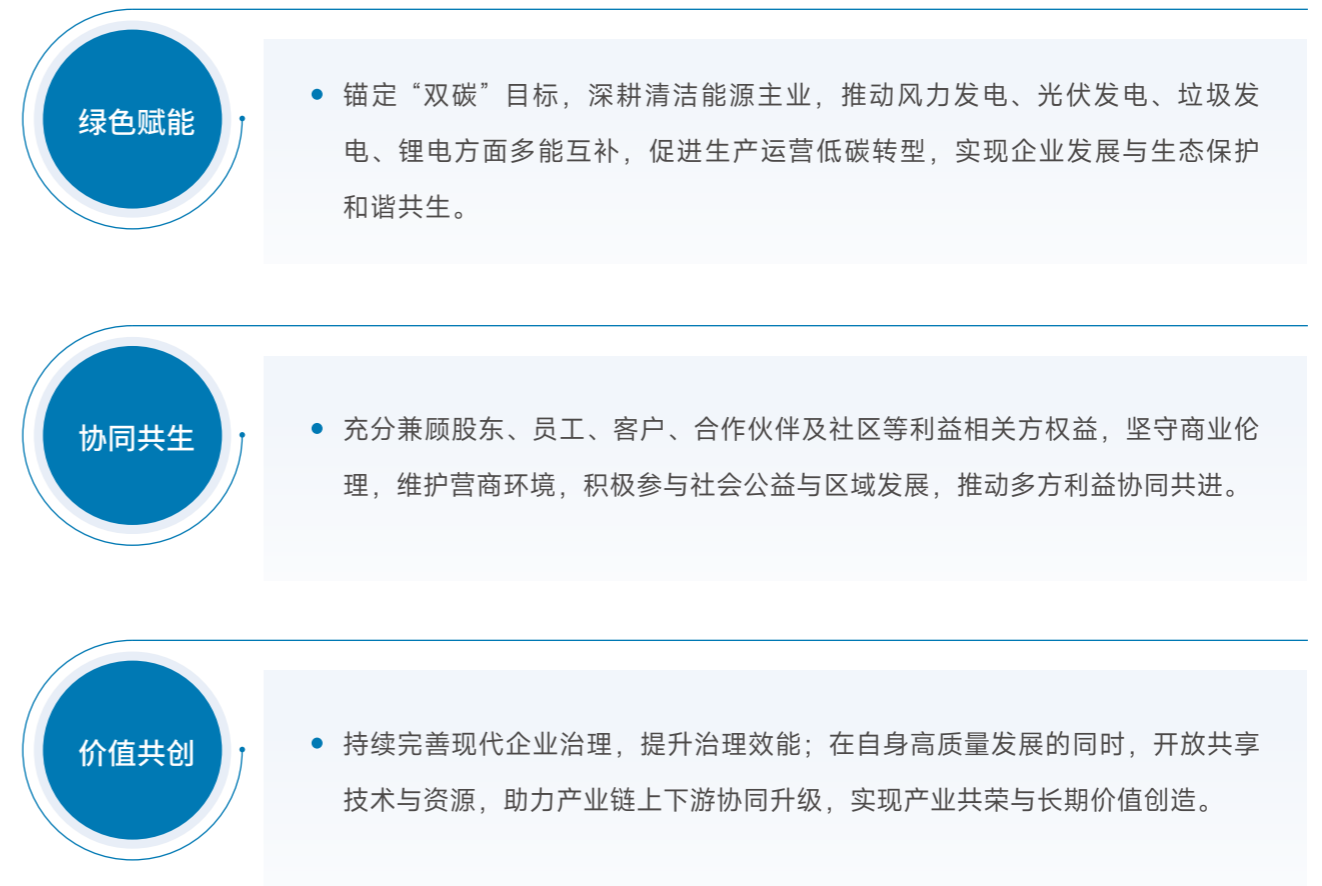 绿色赋能
锚定“双碳”目标，深耕清洁能源主业，推动风力发电、光伏发电、垃圾发
电、锂电方面多能互补，促进生产运营低碳转型，实现企业发展与生态保护
和谐共生。
协同共生
充分兼顾股东、员工、客户、合作伙伴及社区等利益相关方权益，坚守商业伦
理，维护营商环境，积极参与社会公益与区域发展，推动多方利益协同共进。
价值共创
持续完善现代企业治理，提升治理效能；在自身高质量发展的同时，开放共享
技术与资源，助力产业链上下游协同升级，实现产业共荣与长期价值创造。